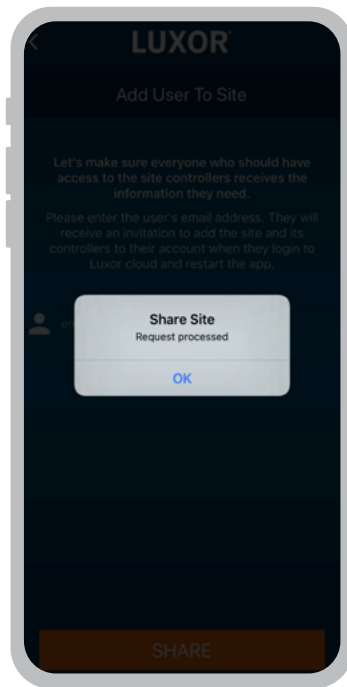 LUXOR
Add User To Site
Let's make sure everyone who should have
access to the site controllers receives the
information they need.
Please enter the user's email address. They will
receive an invitation to add the site and its
controllers to their account when they login to
Luxor cloud and restart the app.
Share Site
Request processed
OK
SHARE